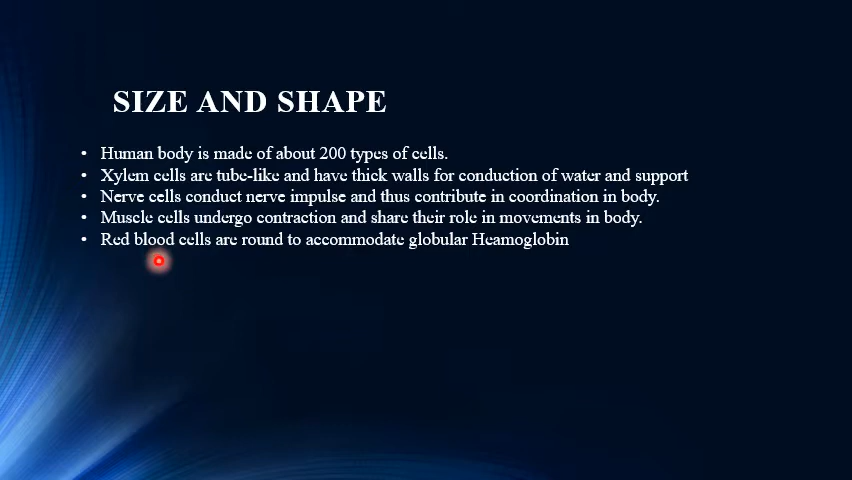 SIZE AND SHAPE
• Human body is made of about 200 types of cells.
• Xylem cells are tube-like and have thick walls for conduction of water and support
• Nerve cells conduct nerve impulse and thus contribute in coordination in body.
• Muscle cells undergo contraction and share their role in movements in body.
• Red blood cells are round to accommodate globular Heamoglobin